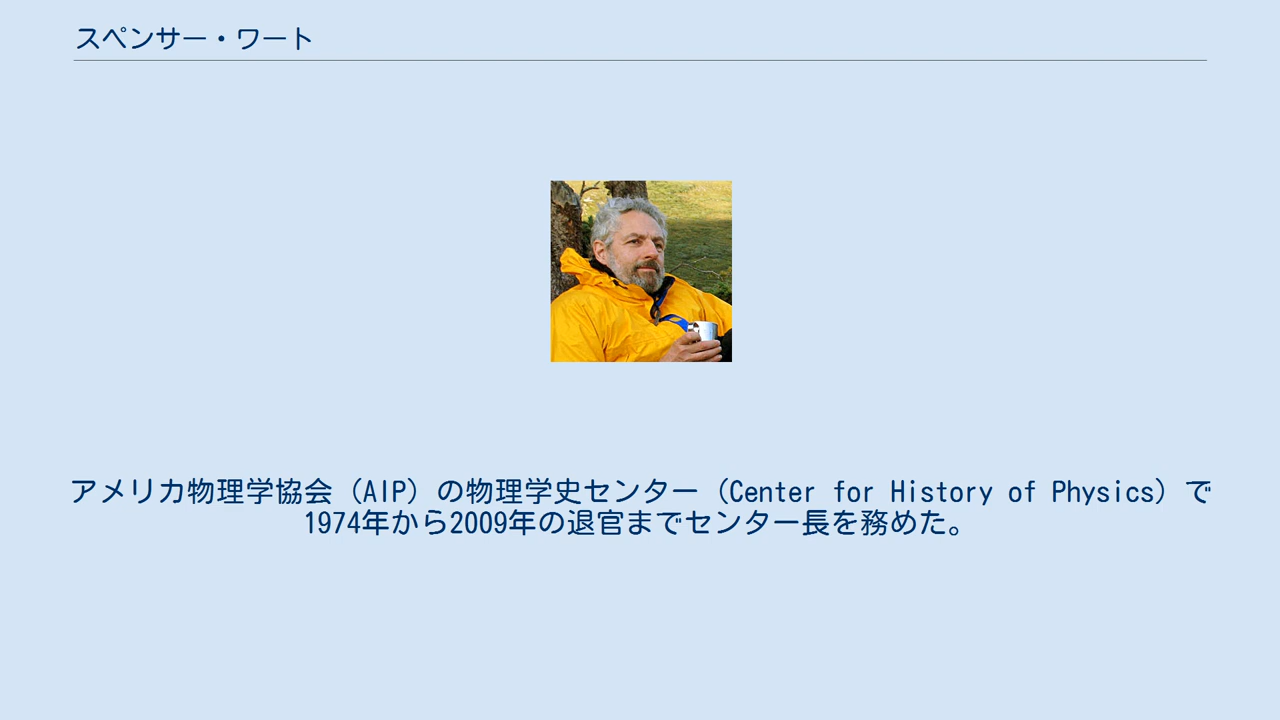 スペンサー・ワート
アメリカ物理学協会（AIP）の物理学史センター（Center for History of Physics）で
1974年から2009年の退官までセンター長を務めた。